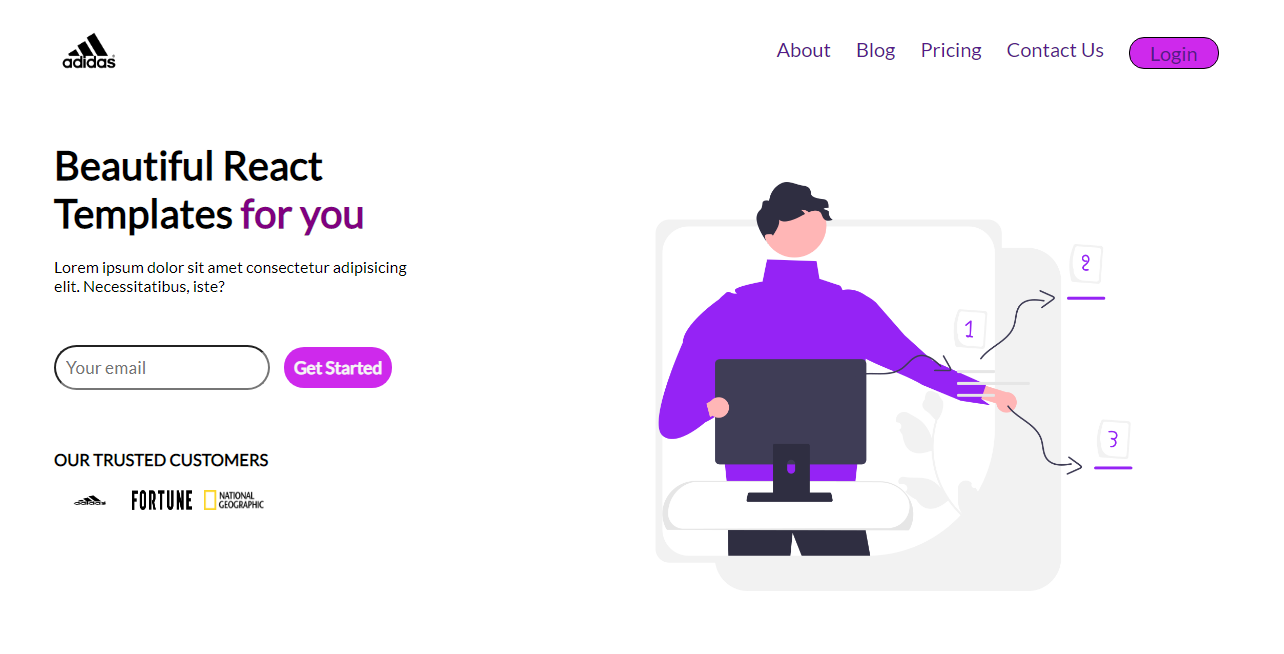 adidas
About Blog Pricing Contact Us Login
Beautiful React
Templates for you
Lorem ipsum dolor sit amet consectetur adipisicing
elit. Necessitatibus, iste?
Your email
Get Started
OUR TRUSTED CUSTOMERS
FORTUNE
NATIONAL
GEOGRAPHIC
1
2
3